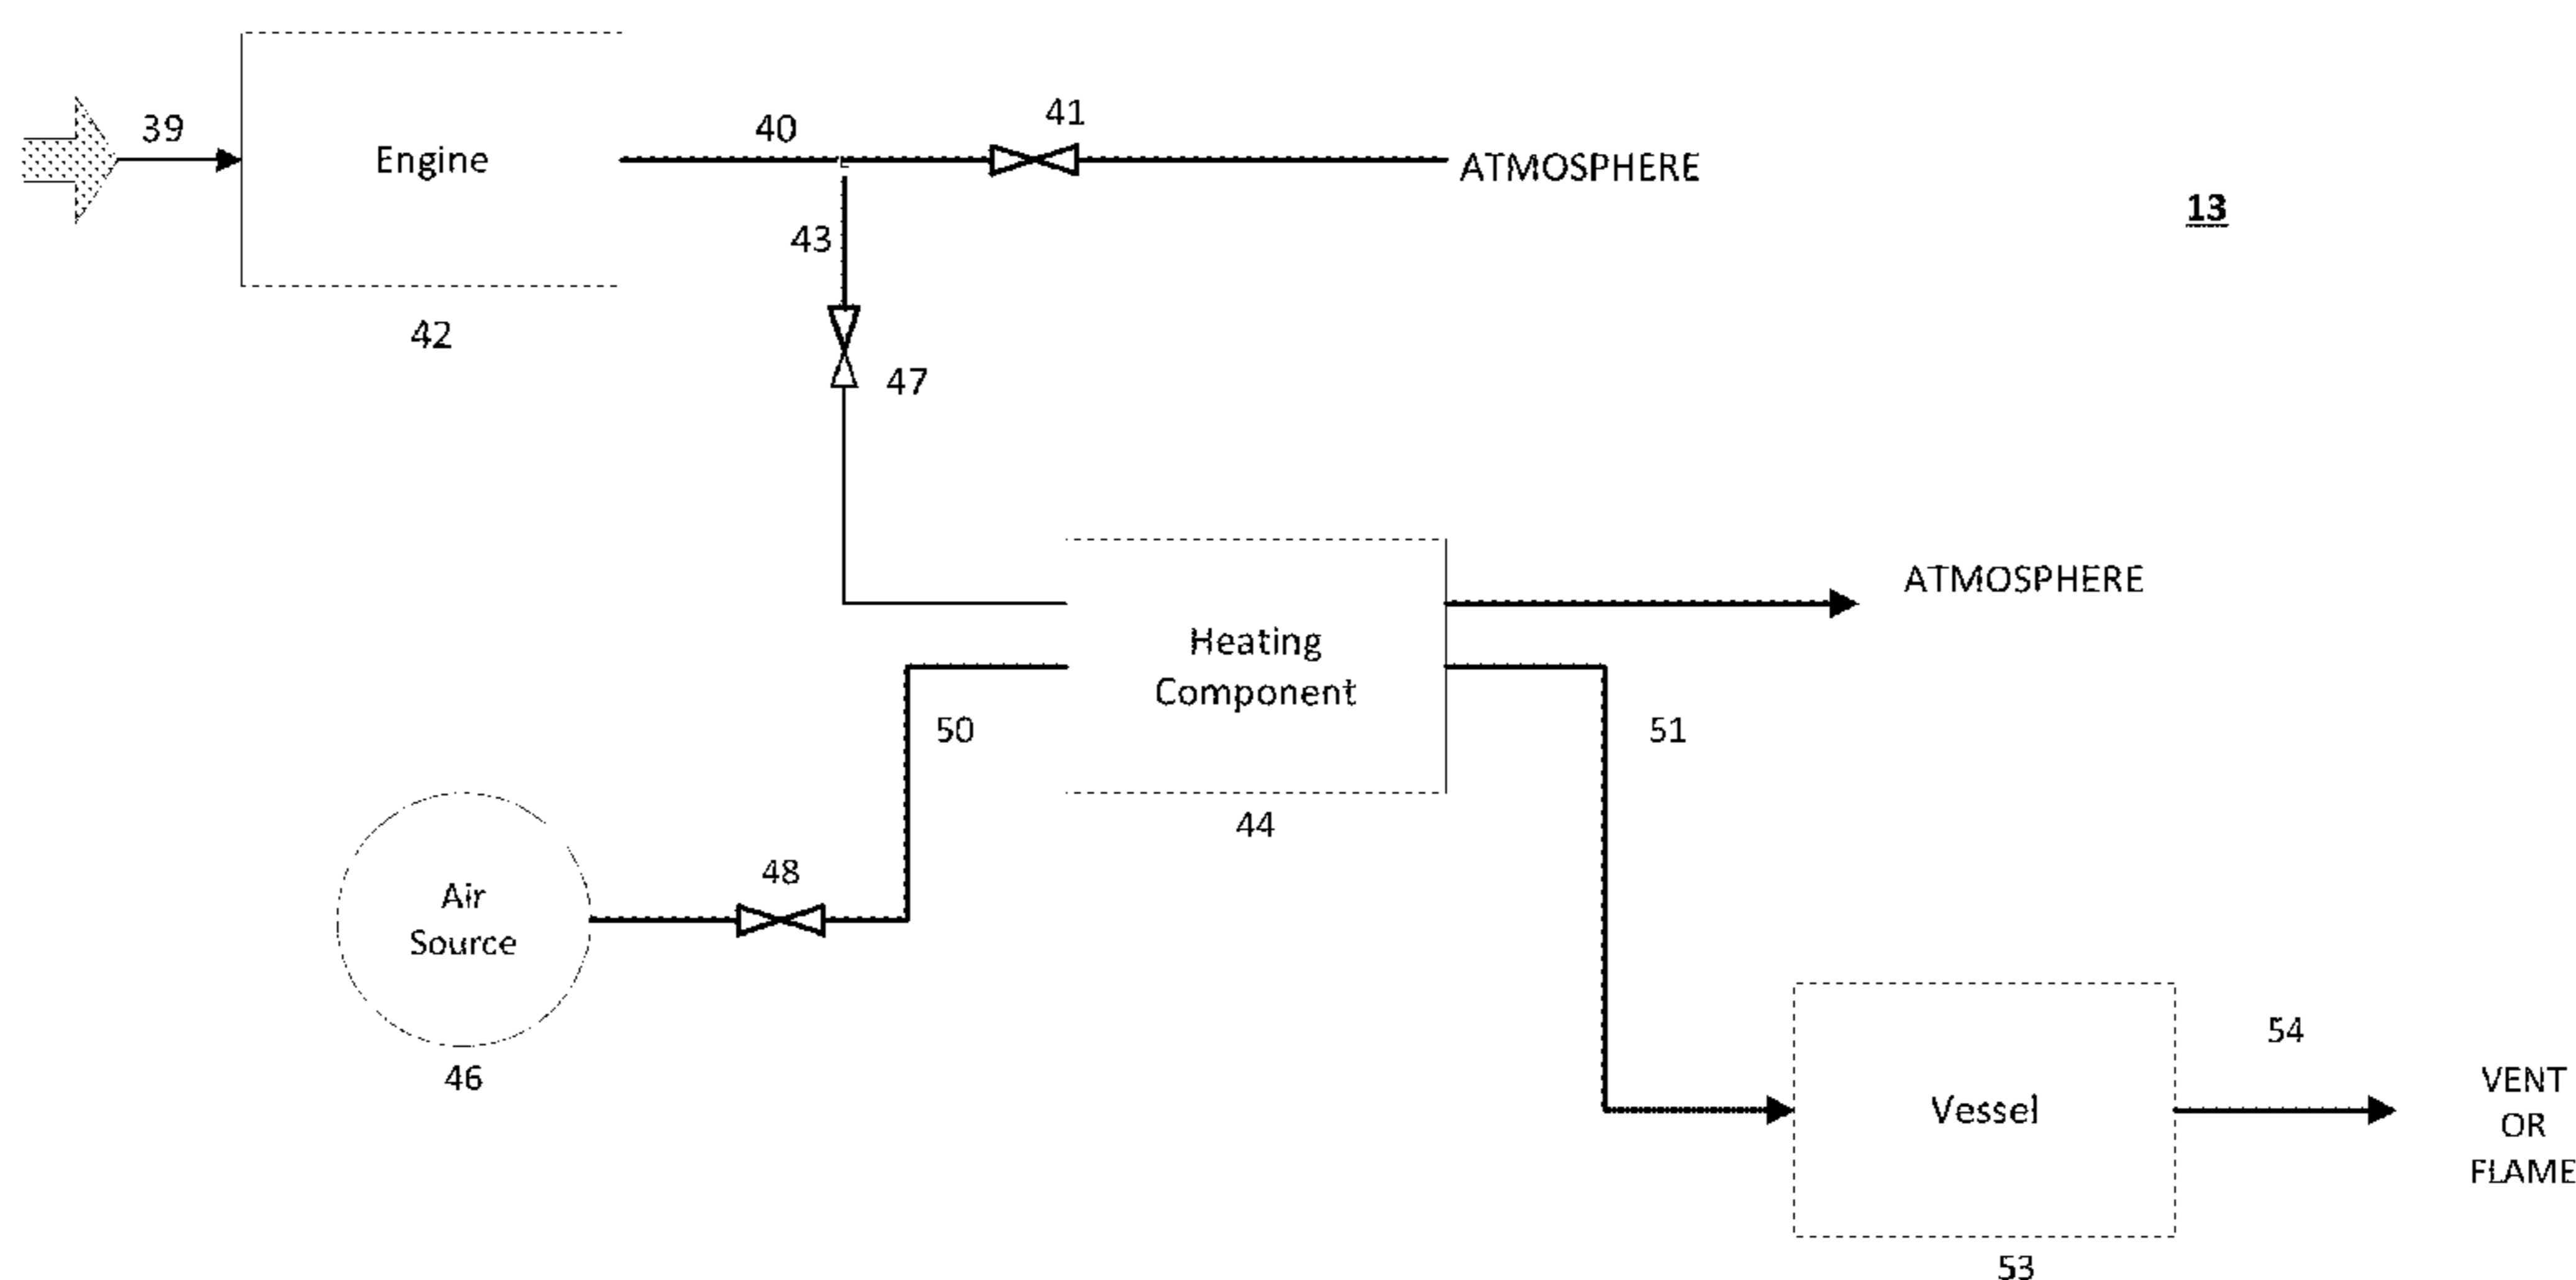 41
39
40
Engine
ATMOSPHERE
13
43
42
47
ATMOSPHERE
Heating
Component
50
51
44
48
Air
Source
46
54
VENT
OR
FLAME
Vessel
53